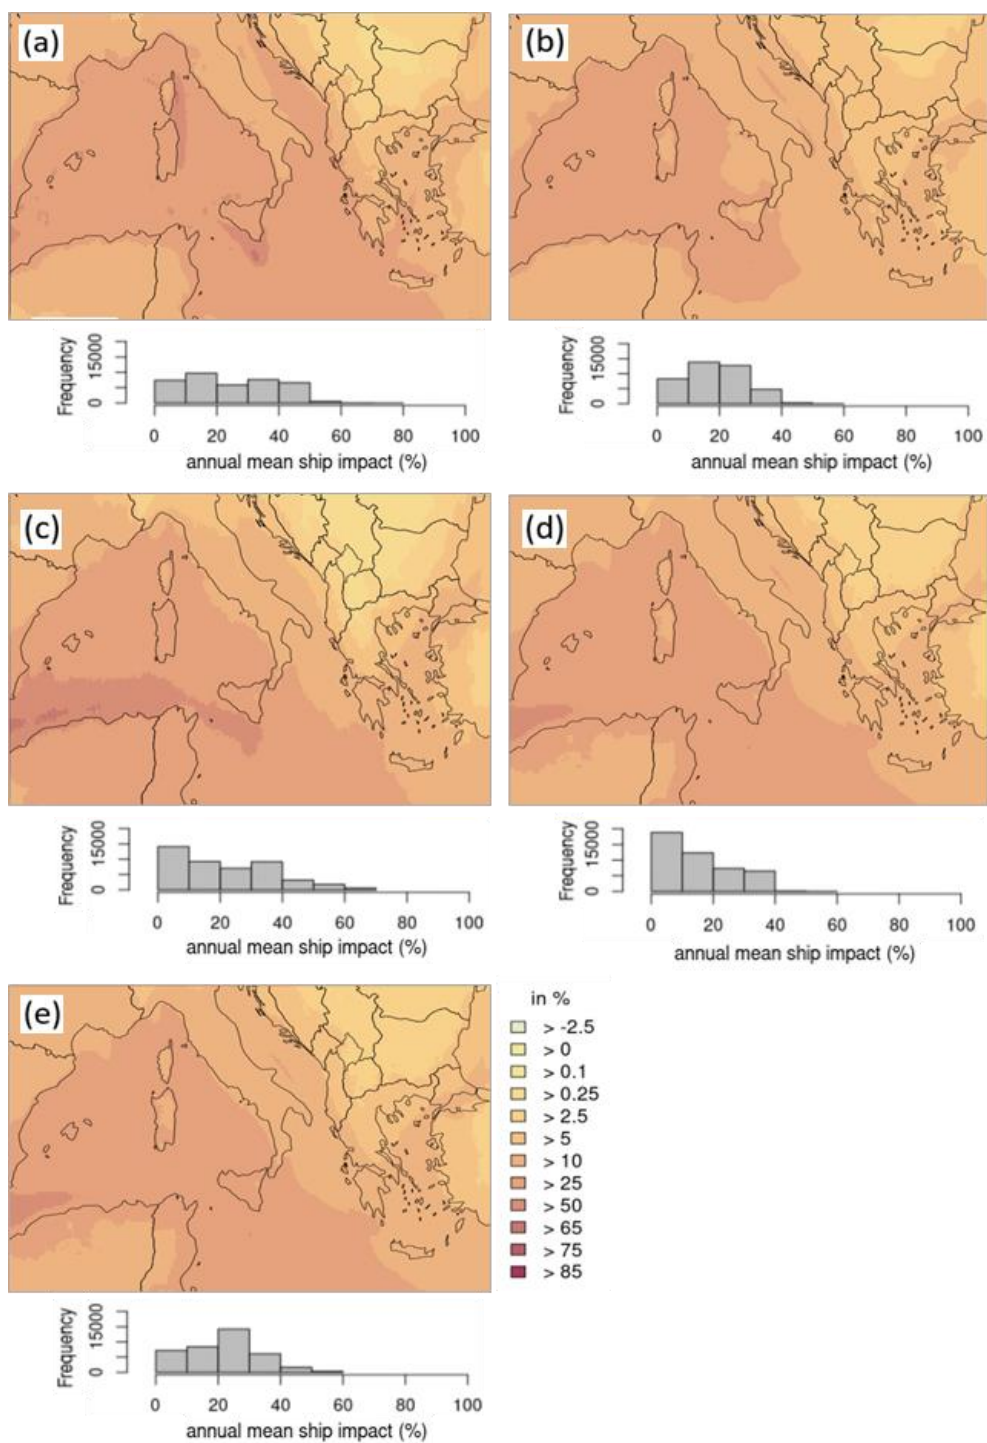 (a)
(b)
Frequency
0 15000
0 20 40 60 80 100
annual mean ship impact (%)
Frequency
0 15000
0 20 40 60 80 100
annual mean ship impact (%)
(c)
(d)
Frequency
0 15000
0 20 40 60 80 100
annual mean ship impact (%)
Frequency
0 15000
0 20 40 60 80 100
annual mean ship impact (%)
(e)
in %
> -2.5
> 0
> 0.1
> 0.25
> 2.5
> 5
> 10
> 25
> 50
> 65
> 75
> 85
Frequency
0 15000
0 20 40 60 80 100
annual mean ship impact (%)